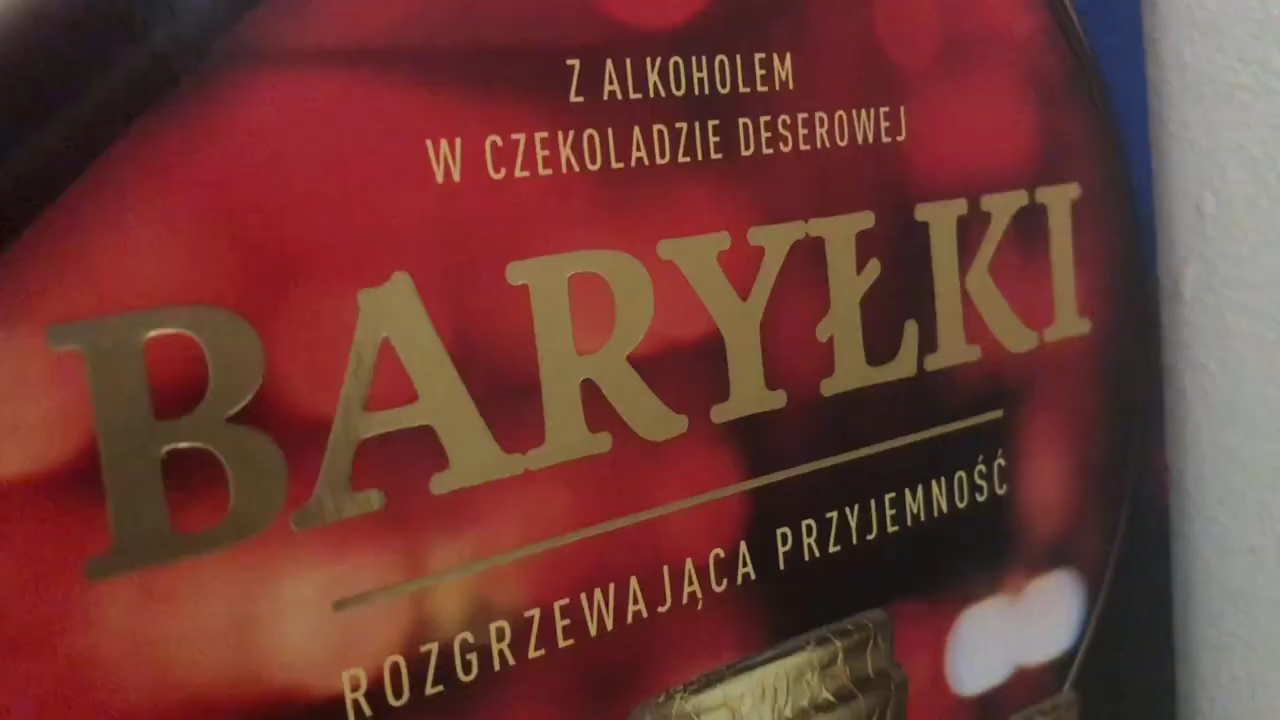 Z ALKOHOLEM
W CZEKOLADZIE DESEROWEJ
BARYŁKI
ROZGRZEWAJĄCA PRZYJEMNOŚĆ